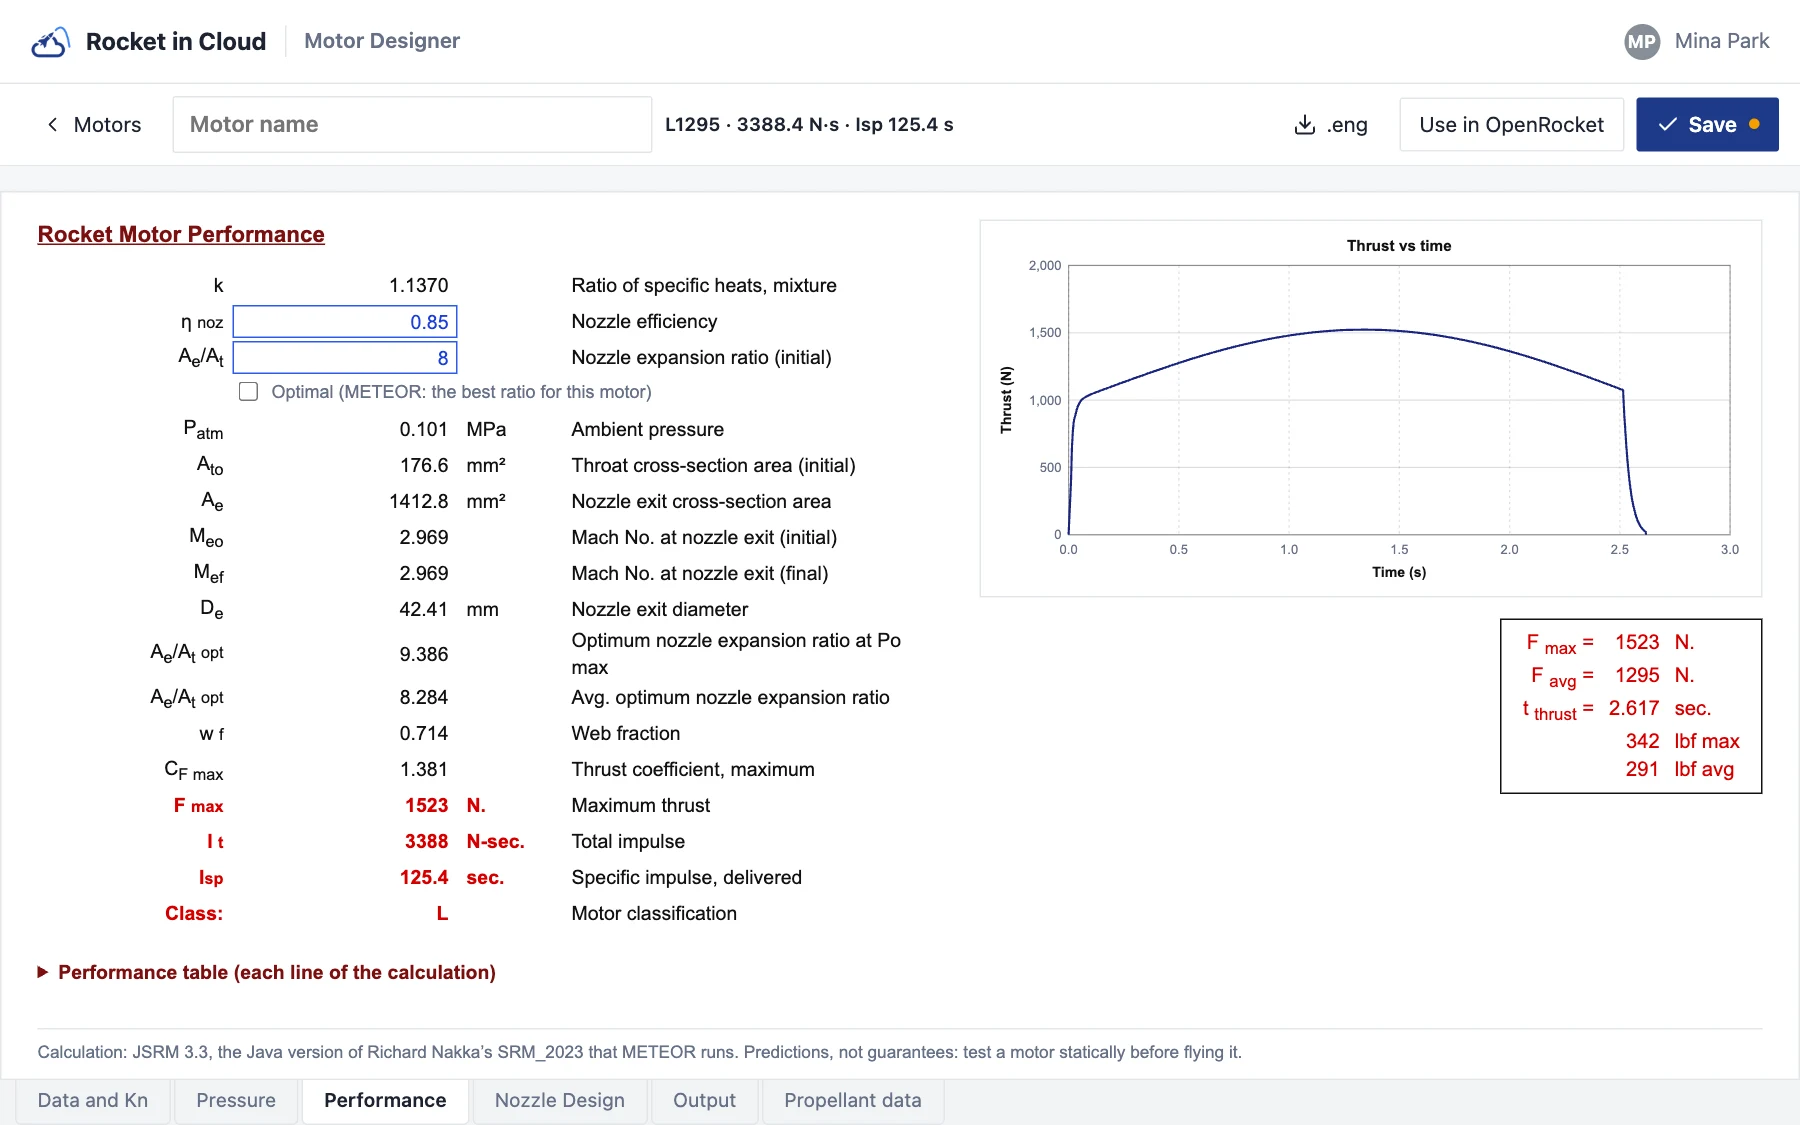 Rocket in Cloud
Motor Designer
MP
Mina Park
Motors
Motor name
L1295 · 3388.4 N·s · Isp 125.4 s
.eng
Use in OpenRocket
Save
Rocket Motor Performance
k 1.1370 Ratio of specific heats, mixture
η noz 0.85 Nozzle efficiency
Ae/At 8 Nozzle expansion ratio (initial)
Optimal (METEOR: the best ratio for this motor)
Patm 0.101 MPa Ambient pressure
Ato 176.6 mm² Throat cross-section area (initial)
Ae 1412.8 mm² Nozzle exit cross-section area
Meo 2.969 Mach No. at nozzle exit (initial)
Mef 2.969 Mach No. at nozzle exit (final)
De 42.41 mm Nozzle exit diameter
Ae/At opt 9.386 Optimum nozzle expansion ratio at Po
max
Ae/At opt 8.284 Avg. optimum nozzle expansion ratio
w f 0.714 Web fraction
CF max 1.381 Thrust coefficient, maximum
F max 1523 N. Maximum thrust
I t 3388 N-sec. Total impulse
Isp 125.4 sec. Specific impulse, delivered
Class: L Motor classification
Thrust vs time
2,000
1,500
1,000
500
0
Thrust (N)
0.0 0.5 1.0 1.5 2.0 2.5 3.0
Time (s)
F max = 1523 N.
F avg = 1295 N.
t thrust = 2.617 sec.
342 lbf max
291 lbf avg
Performance table (each line of the calculation)
Calculation: JSRM 3.3, the Java version of Richard Nakka’s SRM_2023 that METEOR runs. Predictions, not guarantees: test a motor statically before flying it.
Data and Kn
Pressure
Performance
Nozzle Design
Output
Propellant data